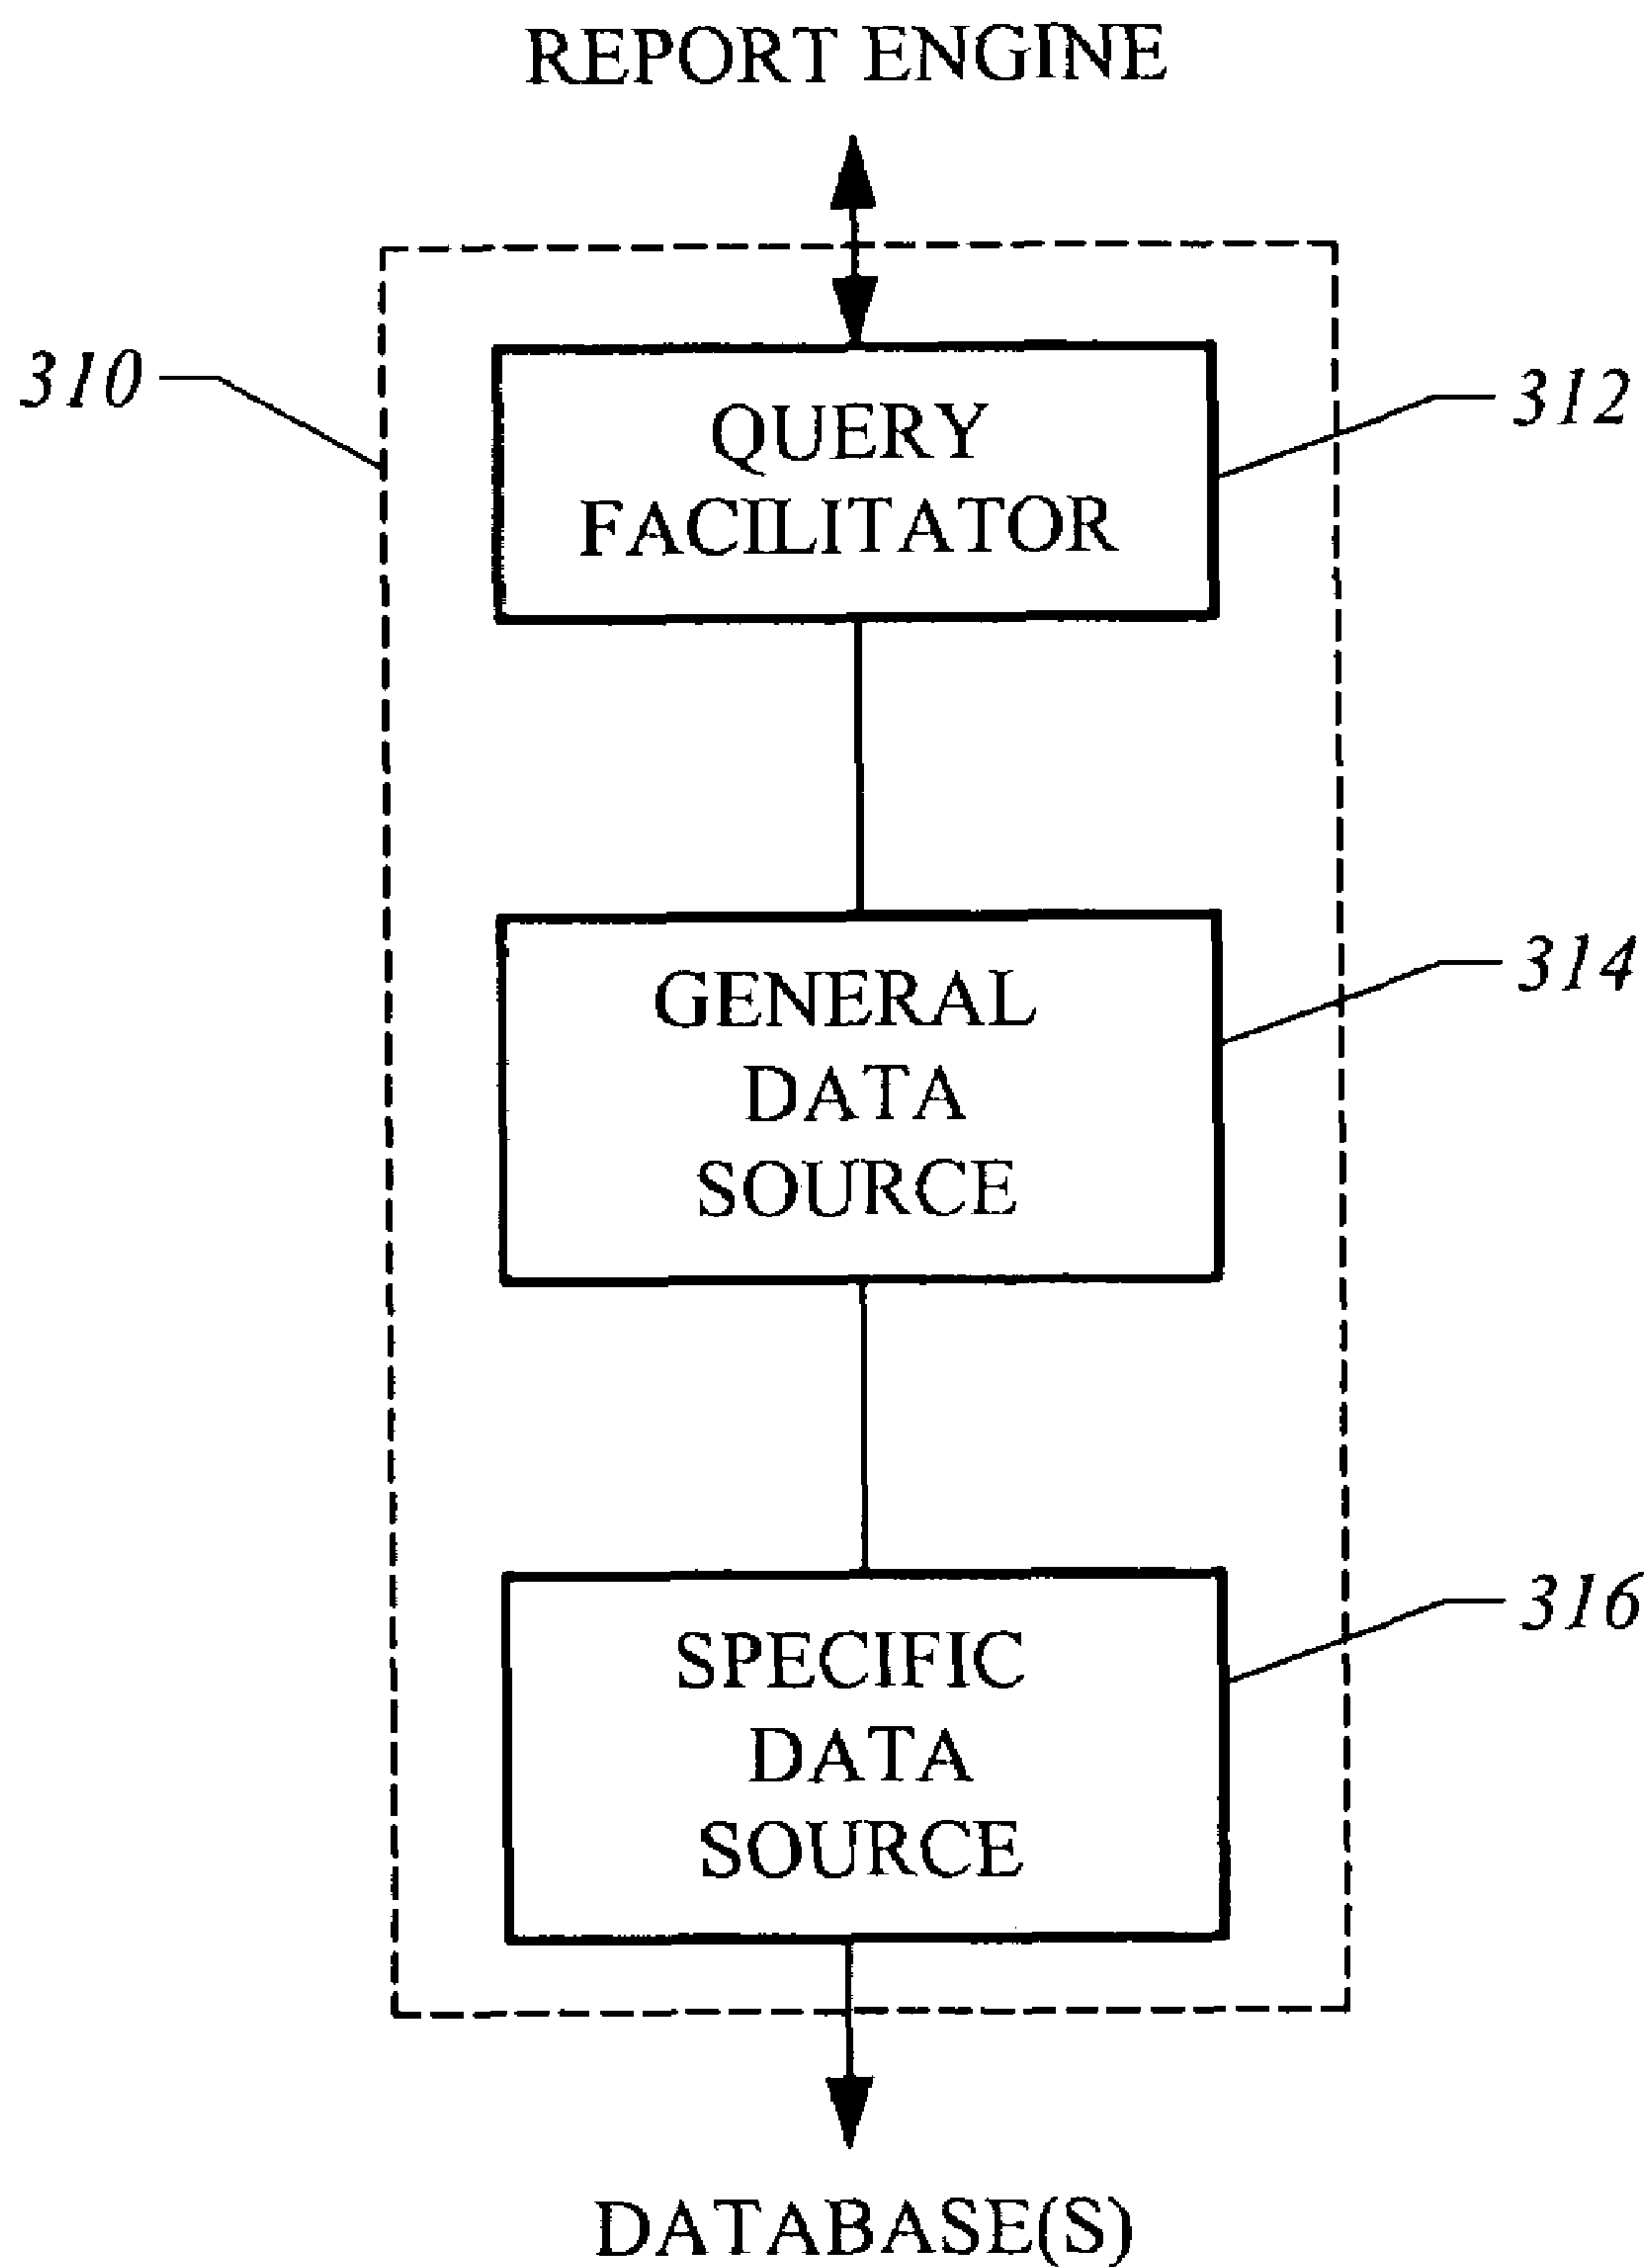 REPORT ENGINE
310
312
QUERY
FACILITATOR
314
GENERAL
DATA
SOURCE
316
SPECIFIC
DATA
SOURCE
DATABASE(S)